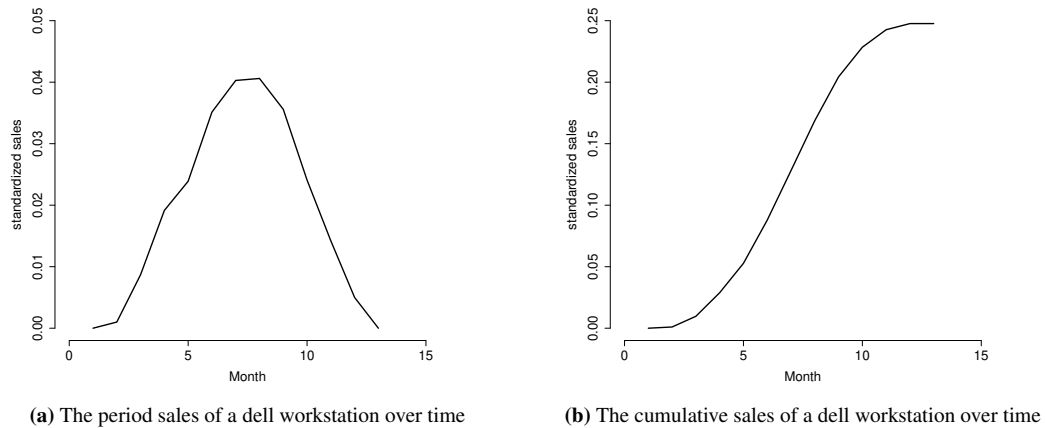 0.05
0.04
0.03
0.02
0.01
0.00
standardized sales
0 5 10 15
Month
(a) The period sales of a dell workstation over time
0.25
0.20
0.15
0.10
0.05
0.00
standardized sales
0 5 10 15
Month
(b) The cumulative sales of a dell workstation over time